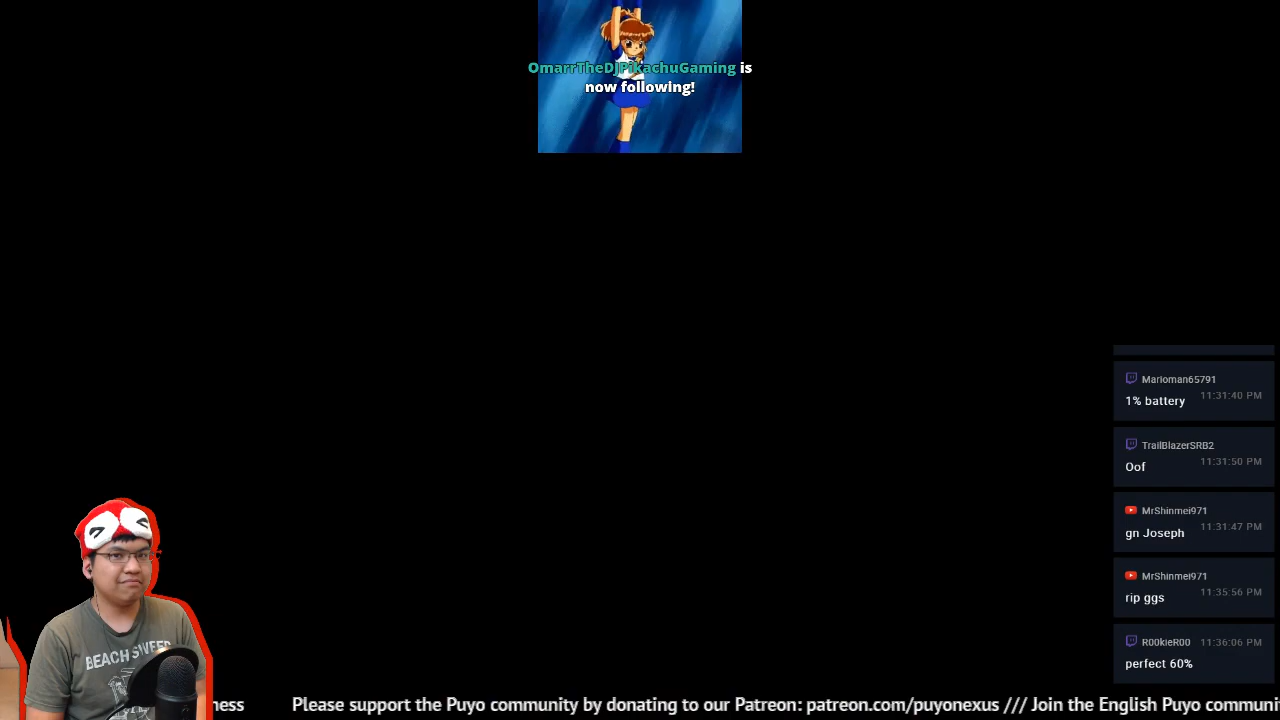 OmarrTheDJPikachuGaming is
now following!
Marioman65791
1% battery
11:31:40 PM
TrailBlazerSRB2
Oof
11:31:50 PM
MrShinmei971
gn Joseph
11:31:47 PM
MrShinmei971
rip ggs
11:35:56 PM
R00kieR00
11:36:06 PM
perfect 60%
BEACH
ness Please support the Puyo community by donating to our Patreon: patreon.com/puyonexus /// Join the English Puyo communi